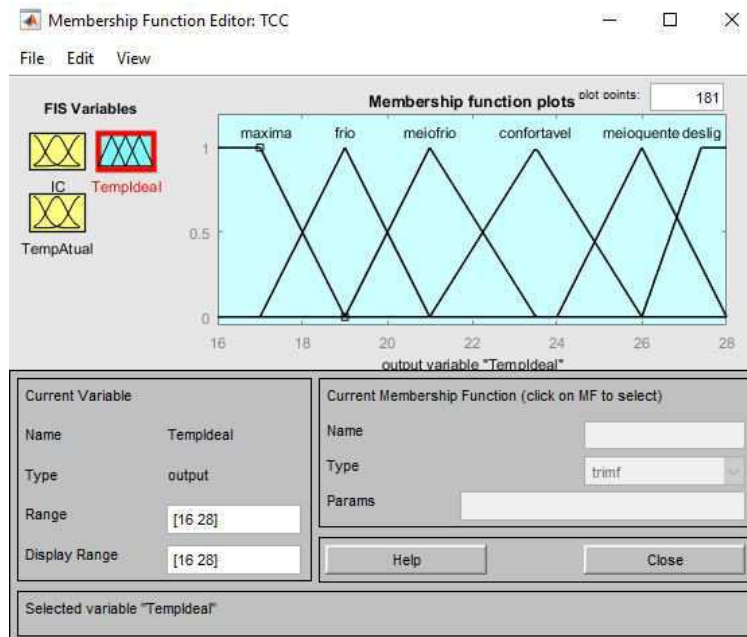 Membership Function Editor: TCC
File Edit View
FIS Variables
IC
TempIdeal
TempAtual
Membership function plots
plot points:
181
maxima frio meiofrio confortavel meioquente deslig
1
0.5
0
16 18 20 22 24 26 28
output variable "TempIdeal"
Current Variable
Name TempIdeal
Type output
Range [16 28]
Display Range [16 28]
Current Membership Function (click on MF to select)
Name
Type trimf
Params
Help Close
Selected variable "TempIdeal"